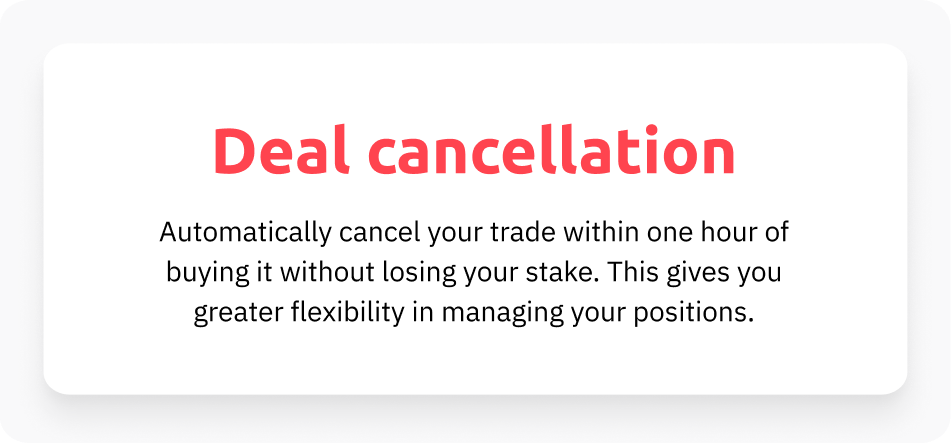 Deal cancellation
Automatically cancel your trade within one hour of
buying it without losing your stake. This gives you
greater flexibility in managing your positions.